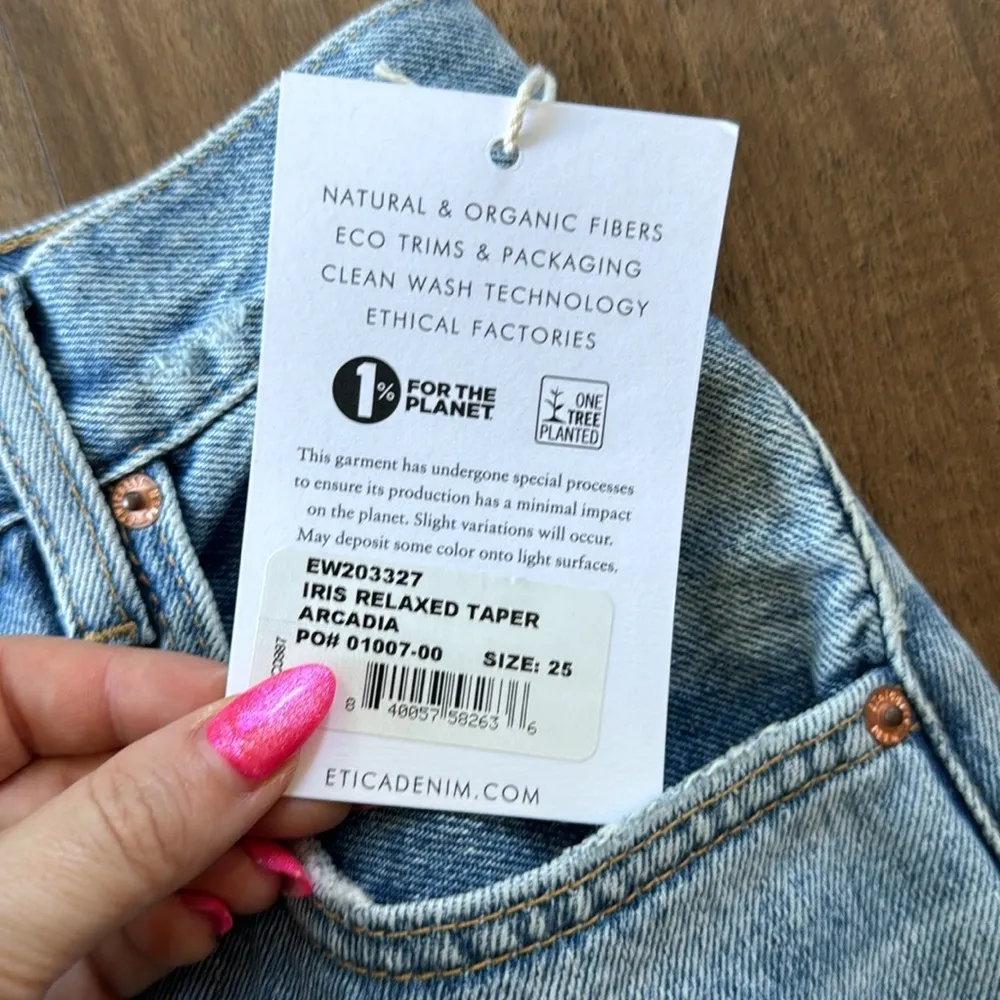 NATURAL & ORGANIC FIBERS
ECO TRIMS & PACKAGING
CLEAN WASH TECHNOLOGY
ETHICAL FACTORIES
1% FOR THE
PLANET
ONE
TREE
PLANTED
This garment has undergone special processes
to ensure its production has a minimal impact
on the planet. Slight variations will occur.
May deposit some color onto light surfaces.
EW203327
IRIS RELAXED TAPER
ARCADIA
PO# 01007-00 SIZE: 25
8 40057 58263 6
ETICADENIM.COM